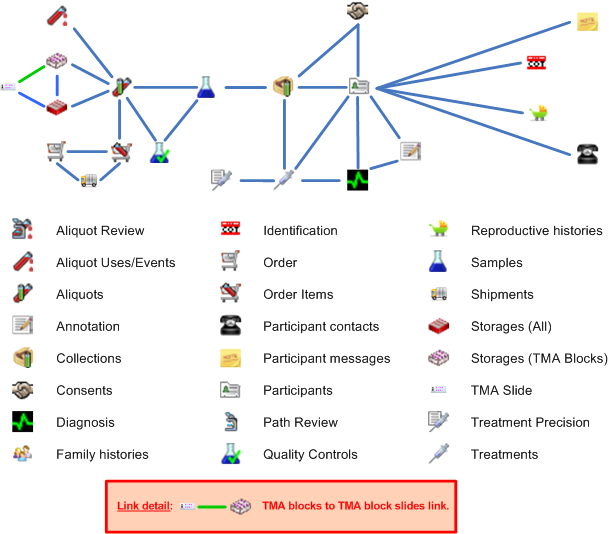 Aliquot Review Identification Reproductive histories
Aliquot Uses/Events Order Samples
Aliquots Order Items Shipments
Annotation Participant contacts Storages (All)
Collections Participant messages Storages (TMA Blocks)
Consents Participants TMA Slide
Diagnosis Path Review Treatment Precision
Family histories Quality Controls Treatments
Link detail: TMA blocks to TMA block slides link.